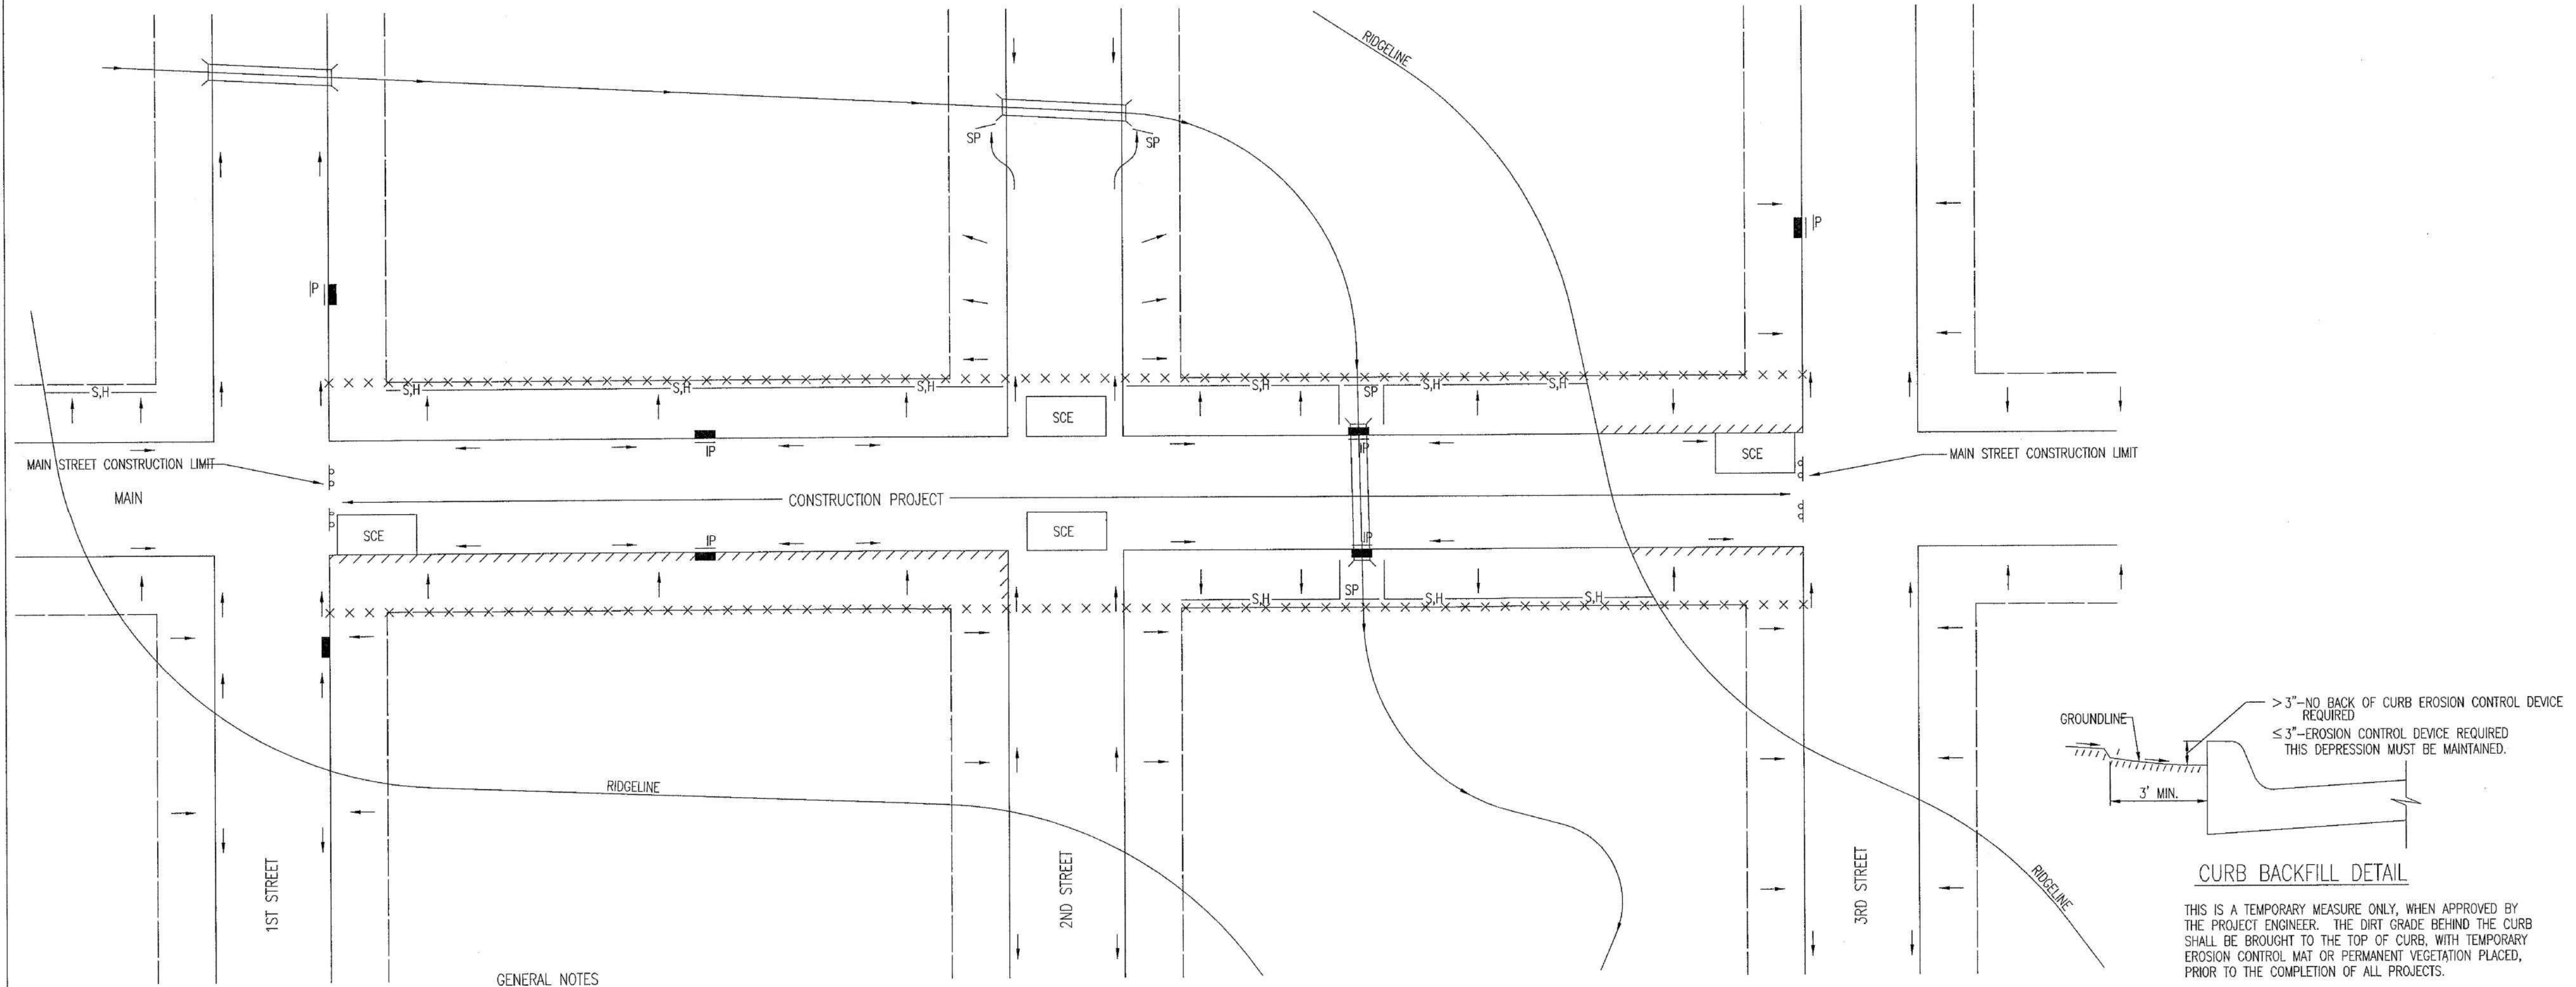 RIDGELINE
SP
SP
IP
IP
S,H
S,H
S,H
S,H
S,H
SP
S,H
S,H
SCE
MAIN STREET CONSTRUCTION LIMIT
MAIN
IP
IP
SCE
MAIN STREET CONSTRUCTION LIMIT
CONSTRUCTION PROJECT
SCE
SCE
IP
IP
S,H
SP
S,H
S,H
RIDGELINE
RIDGELINE
1ST STREET
2ND STREET
3RD STREET
GROUNDLINE
>3"-NO BACK OF CURB EROSION CONTROL DEVICE
REQUIRED
≤3"-EROSION CONTROL DEVICE REQUIRED
THIS DEPRESSION MUST BE MAINTAINED.
3' MIN.
CURB BACKFILL DETAIL
THIS IS A TEMPORARY MEASURE ONLY, WHEN APPROVED BY
THE PROJECT ENGINEER. THE DIRT GRADE BEHIND THE CURB
SHALL BE BROUGHT TO THE TOP OF CURB, WITH TEMPORARY
EROSION CONTROL MAT OR PERMANENT VEGETATION PLACED,
PRIOR TO THE COMPLETION OF ALL PROJECTS.
GENERAL NOTES